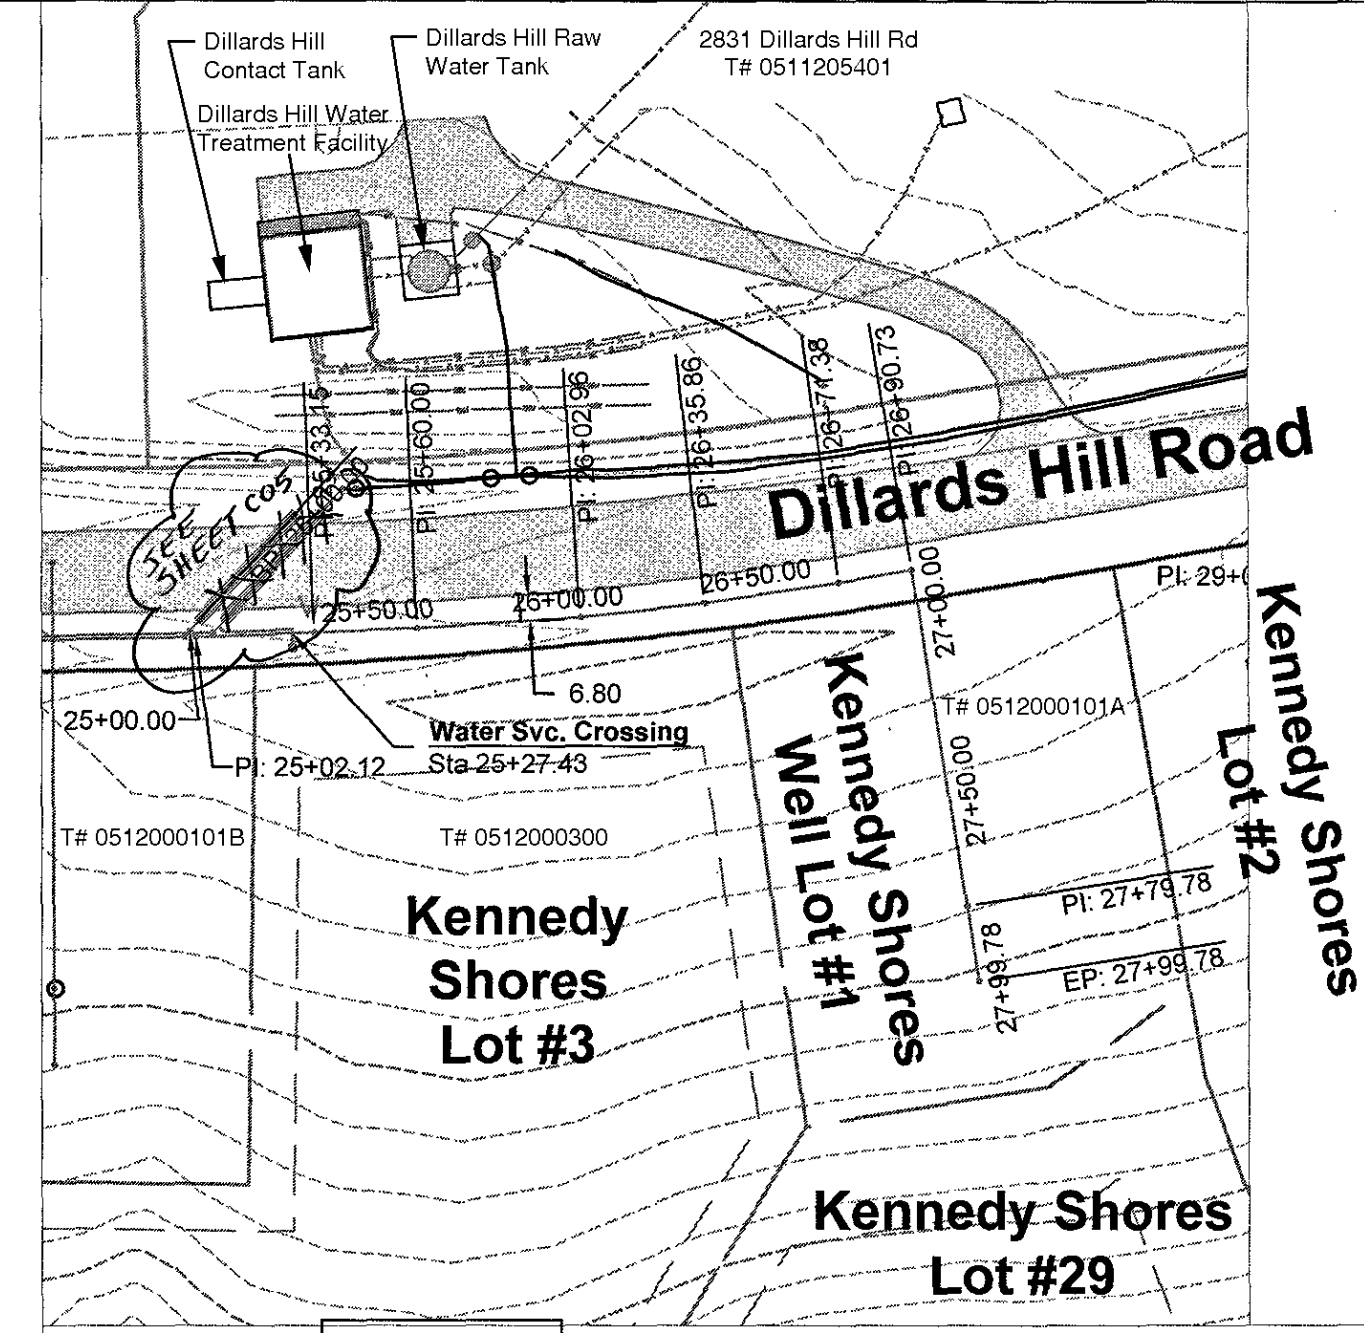 Dillards Hill
Contact Tank
Dillards Hill Raw
Water Tank
2831 Dillards Hill Rd
T# 0511205401
Dillards Hill Water
Treatment Facility
PI: 25+60.00
PI: 26+02.96
PI: 26+35.86
PI: 26+71.38
PI: 26+90.73
Dillards Hill Road
SEE
SHEET C05
25+50.00
26+00.00
26+50.00
27+00.00
PI: 29+0
6.80
25+00.00
PI: 25+02.12
Water Svc. Crossing
Sta 25+27.43
T# 0512000101A
T# 0512000101B
T# 0512000300
27+50.00
PI: 27+79.78
EP: 27+99.78
27+99.78
Kennedy
Shores
Lot #3
Kennedy Shores
Well Lot #1
Kennedy Shores
Lot #2
Kennedy Shores
Lot #29